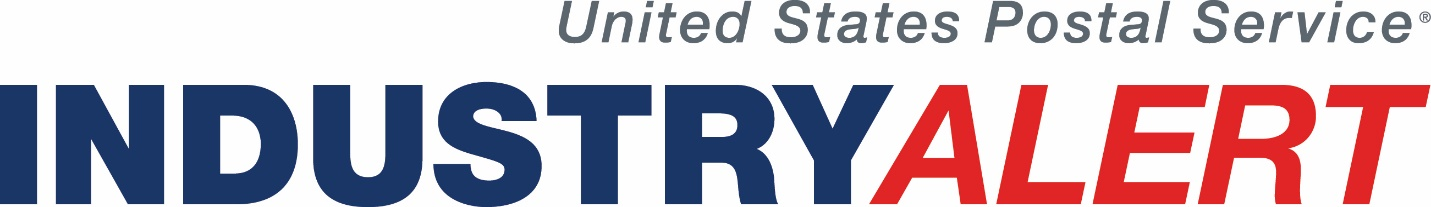 United States Postal Service®
INDUSTRYALERT